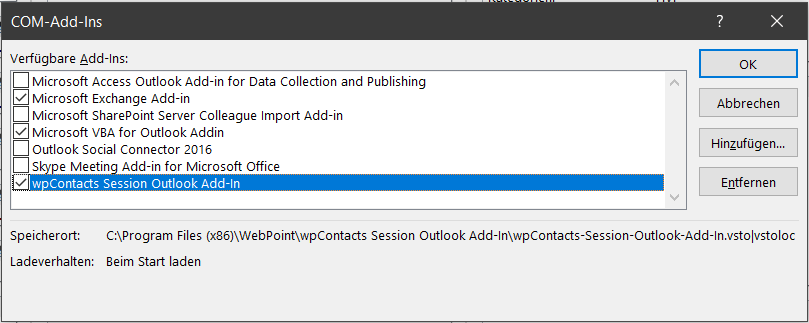 COM-Add-Ins
Verfügbare Add-Ins:
Microsoft Access Outlook Add-in for Data Collection and Publishing
Microsoft Exchange Add-in
Microsoft SharePoint Server Colleague Import Add-in
Microsoft VBA for Outlook Addin
Outlook Social Connector 2016
Skype Meeting Add-in for Microsoft Office
wpContacts Session Outlook Add-In
OK
Abbrechen
Hinzufügen...
Entfernen
Speicherort: C:\Program Files (x86)\WebPoint\wpContacts Session Outlook Add-In\wpContacts-Session-Outlook-Add-In.vsto|vstoloc
Ladeverhalten: Beim Start laden